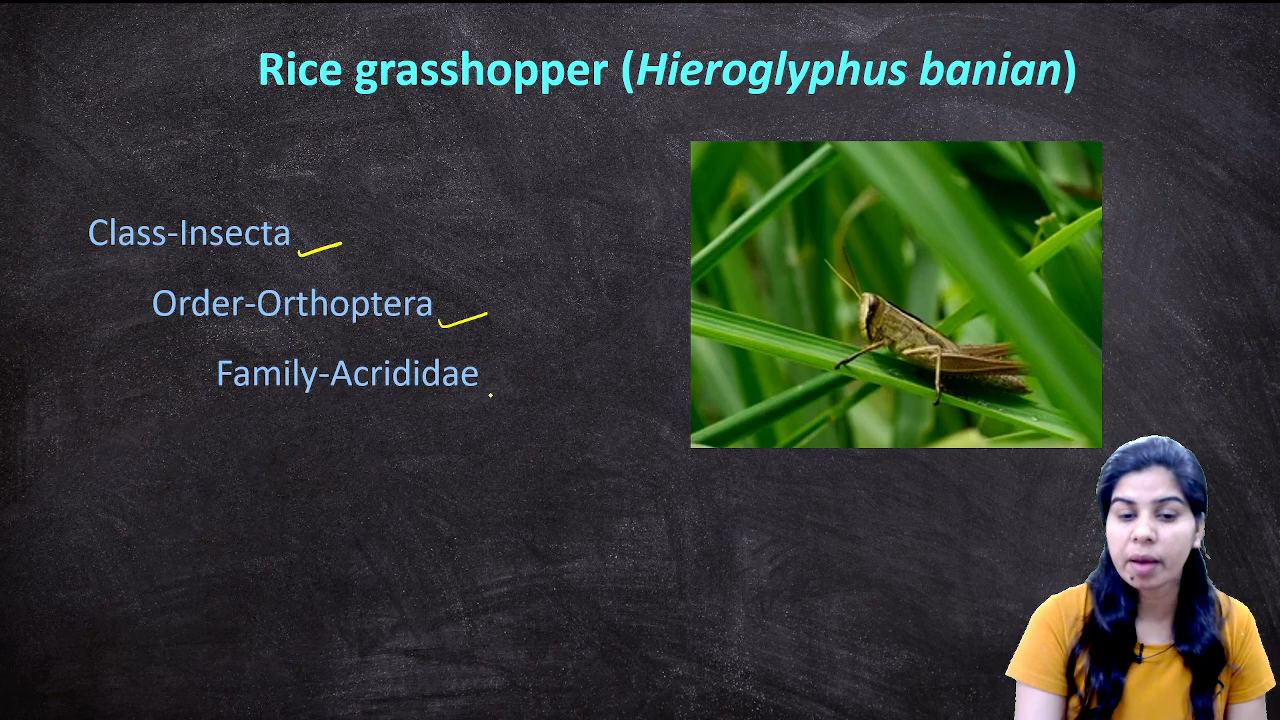 Rice grasshopper (Hieroglyphus banian)
Class-Insecta
Order-Orthoptera
Family-Acrididae